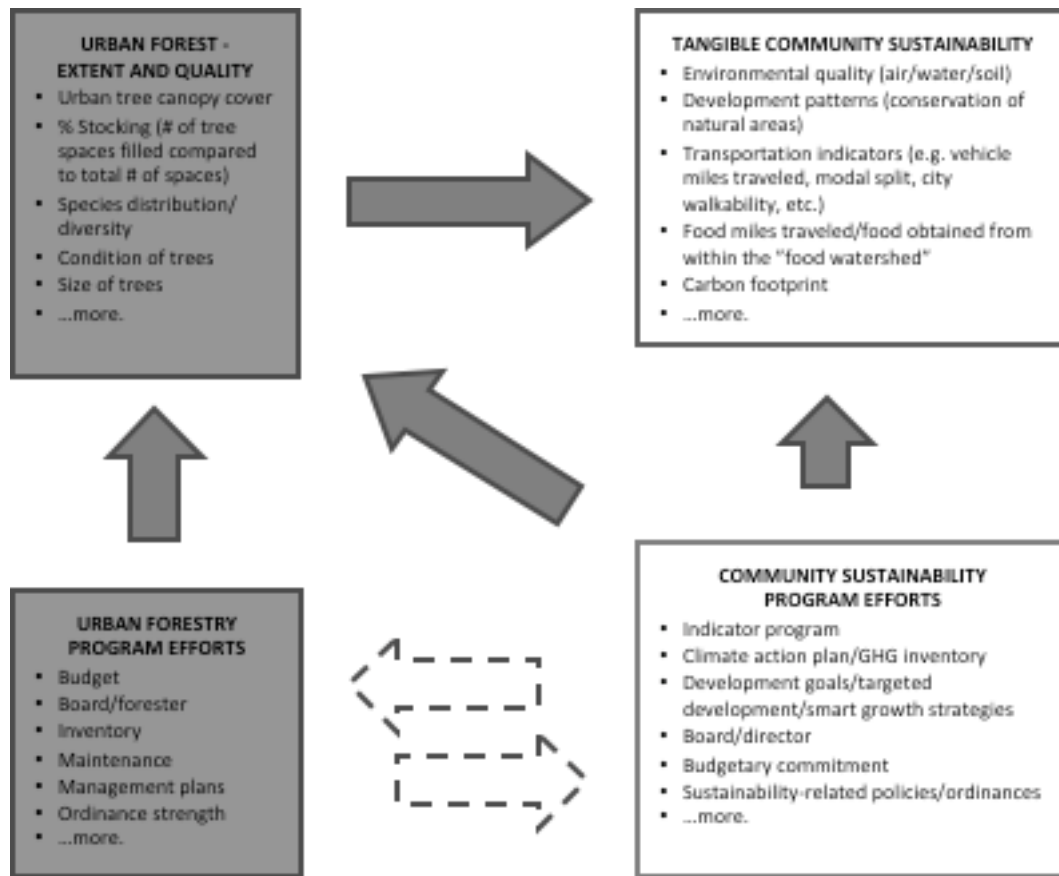 URBAN FOREST -
EXTENT AND QUALITY
▪ Urban tree canopy cover
▪ % Stocking (# of tree
spaces filled compared
to total # of spaces)
▪ Species distribution/
diversity
▪ Condition of trees
▪ Size of trees
▪ ...more.
TANGIBLE COMMUNITY SUSTAINABILITY
▪ Environmental quality (air/water/soil)
▪ Development patterns (conservation of
natural areas)
▪ Transportation indicators (e.g. vehicle
miles traveled, modal split, city
walkability, etc.)
▪ Food miles traveled/food obtained from
within the "food watershed"
▪ Carbon footprint
▪ ...more.
URBAN FORESTRY
PROGRAM EFFORTS
▪ Budget
▪ Board/forester
▪ Inventory
▪ Maintenance
▪ Management plans
▪ Ordinance strength
▪ ...more.
COMMUNITY SUSTAINABILITY
PROGRAM EFFORTS
▪ Indicator program
▪ Climate action plan/GHG inventory
▪ Development goals/targeted
development/smart growth strategies
▪ Board/director
▪ Budgetary commitment
▪ Sustainability-related policies/ordinances
▪ ...more.